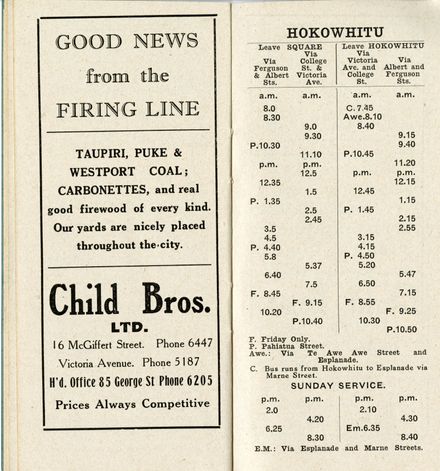 GOOD NEWS
from the
FIRING LINE
TAUPIRI, PUKE &
WESTPORT COAL;
CARBONETTES, and real
good firewood of every kind.
Our yards are nicely placed
throughout the city.
Child Bros.
LTD.
16 McGiffert Street. Phone 6447
Victoria Avenue. Phone 5187
H'd. Office 85 George St Phone 6205
Prices Always Competitive
HOKOWHITU
Leave SQUARE Leave HOKOWHITU
Via Via
Via College Victoria Via
Ferguson St. & Ave. and Albert and
& Albert Victoria College Ferguson
Sts. Ave. St. Sts.
a.m. a.m. a.m. a.m.
8.0 C.7.45
8.30 Awe.8.10
9.0 8.40
9.30 9.15
P.10.30 9.40
11.10 P.10.45
p.m. p.m. 11.20
12.5 p.m. p.m.
12.35 12.15
1.5 12.45
P. 1.35 1.15
2.5 P. 1.45
2.45 2.15
3.5 2.55
4.5 3.15
P. 4.40 4.15
5.8 P. 4.50
5.37 5.20
6.40 5.47
7.5 6.50
F. 8.45 7.15
F. 9.15 F. 8.55
10.20 F. 9.25
P.10.40 10.30
P.10.50
F. Friday Only.
P. Pahiatna Street.
Awe.: Via Te Awe Awe Street and
Esplanade.
C. Bus runs from Hokowhitu to Esplanade via
Marne Street.
SUNDAY SERVICE.
p.m. p.m. p.m. p.m.
2.0 2.10
4.20 4.30
6.25 Em.6.35
8.30 8.40
E.M.: Via Esplanade and Marne Streets.